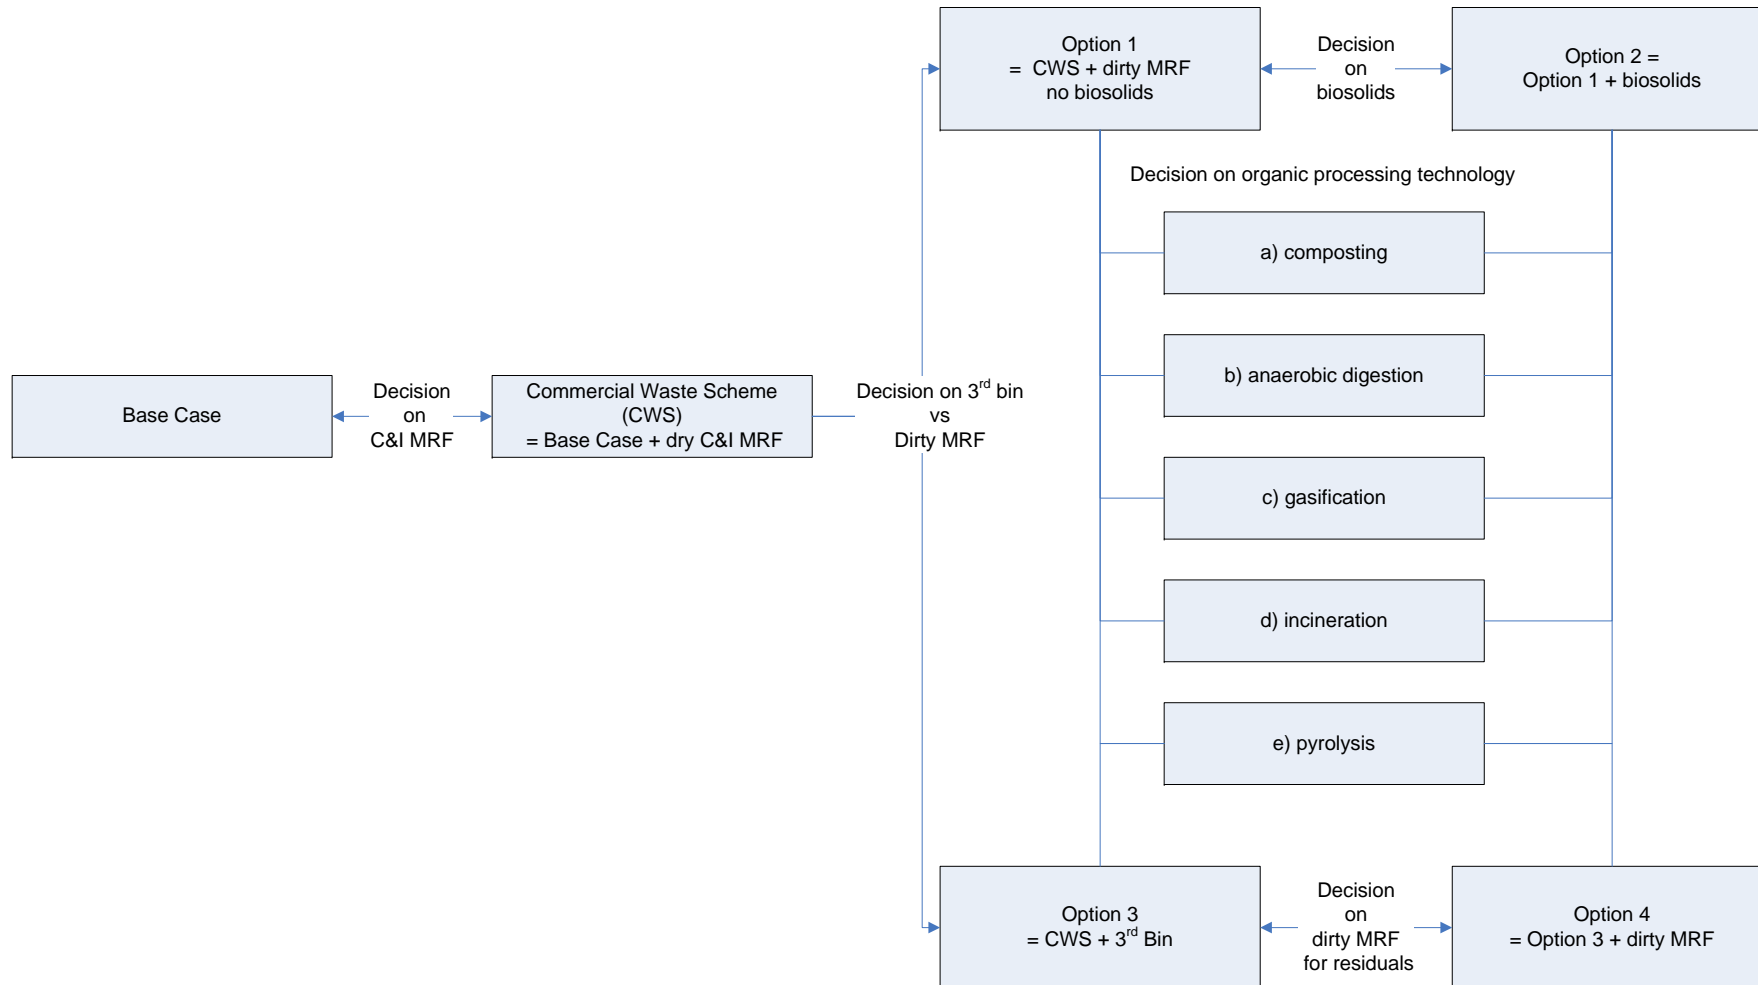 Base Case
Decision
on
C&I MRF
Commercial Waste Scheme
(CWS)
= Base Case + dry C&I MRF
Decision on 3rd bin
vs
Dirty MRF
Option 1
= CWS + dirty MRF
no biosolids
Decision
on
biosolids
Option 2 =
Option 1 + biosolids
Decision on organic processing technology
a) composting
b) anaerobic digestion
c) gasification
d) incineration
e) pyrolysis
Option 3
= CWS + 3rd Bin
Decision
on
dirty MRF
for residuals
Option 4
= Option 3 + dirty MRF